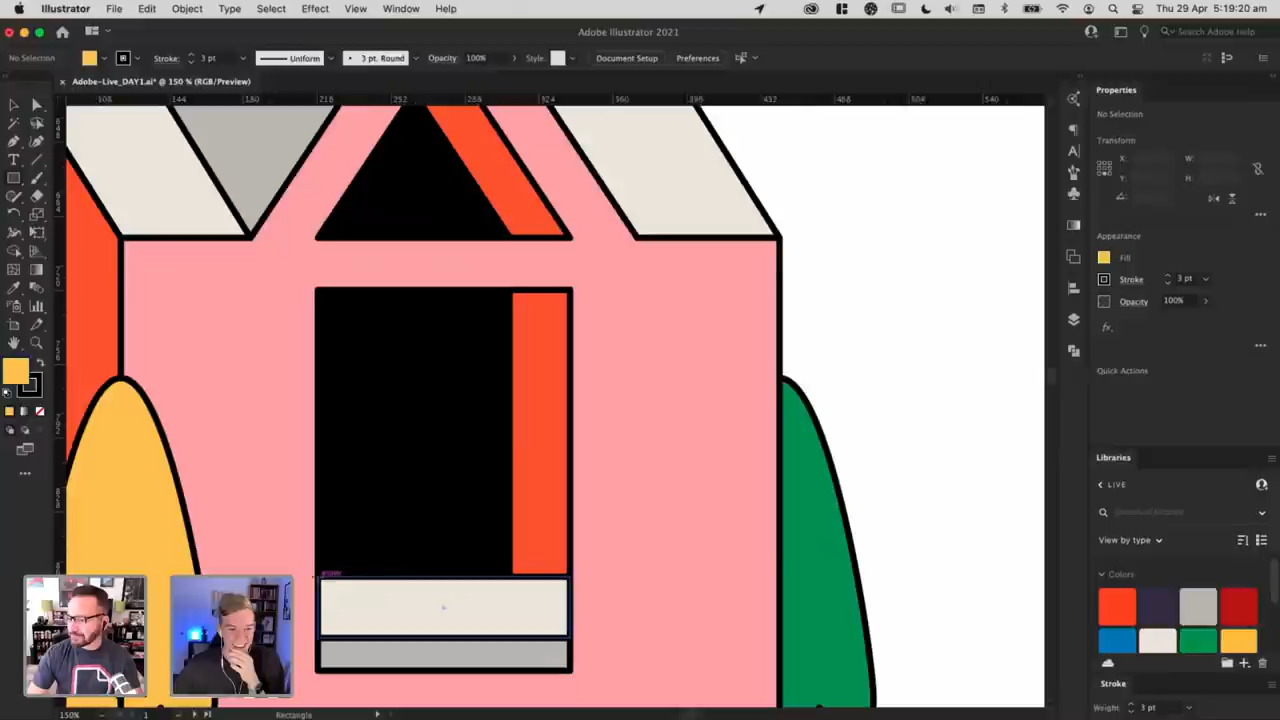 Illustrator File Edit Object Type Select Effect View Window Help Thu 29 Apr 5:19:20 am
Adobe Illustrator 2021 Search Adobe Help
No Selection Stroke: 3 pt Uniform 3 pt. Round Opacity 100% Style: Document Setup Preferences
Adobe-Live_DAY1.ai* @ 150 % (RGB/Preview)
108 144 180 216 252 288 324 360 396 432 468 504 540
Properties
No Selection
Transform
X: W:
Y: H:
Appearance
Fill
Stroke 3 pt
Opacity 100%
fx
Quick Actions
Libraries
LIVE
View by type
Colors
Stroke
Weight: 3 pt
150% 1 Rectangle